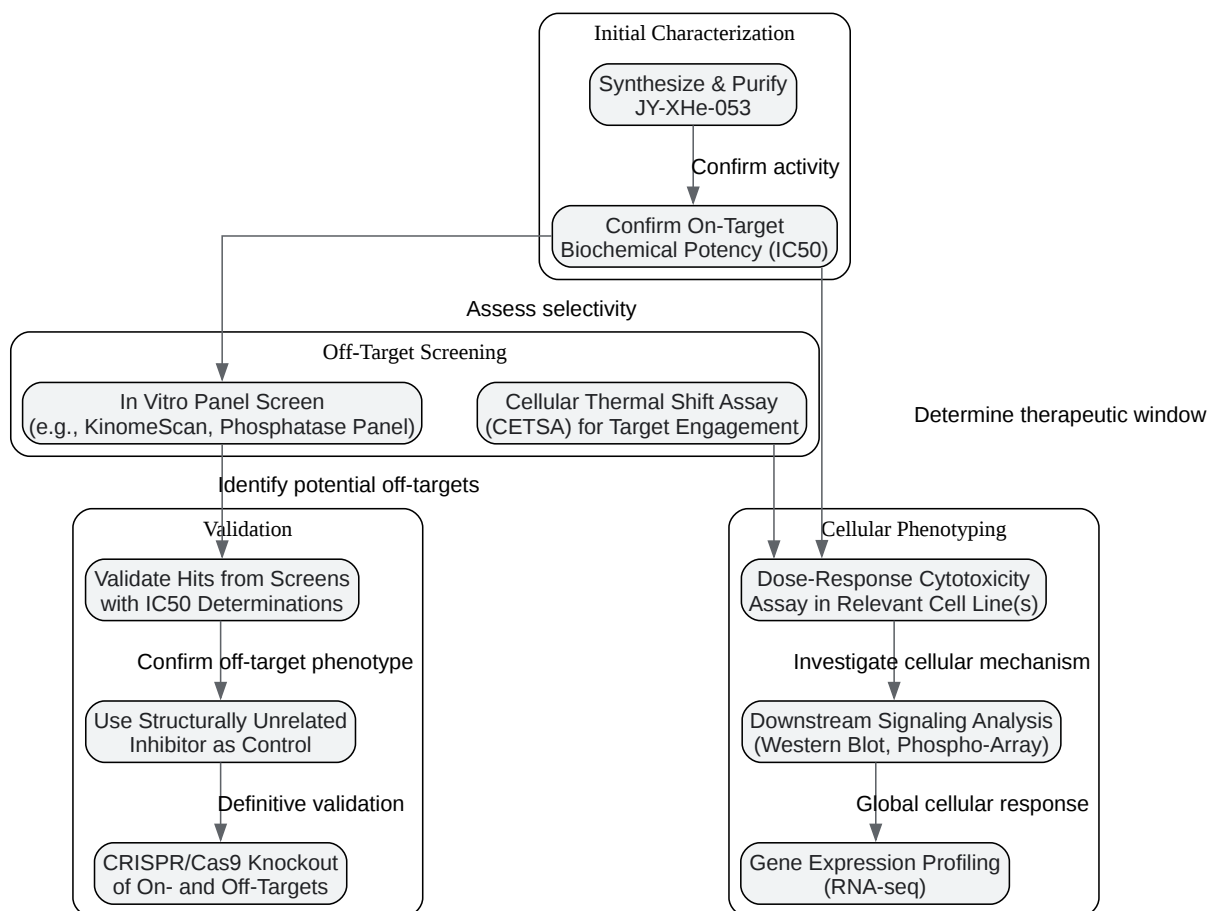 Initial Characterization
Synthesize & Purify
JY-XHe-053
Confirm activity
Confirm On-Target
Biochemical Potency (IC50)
Assess selectivity
Off-Target Screening
In Vitro Panel Screen
(e.g., KinomeScan, Phosphatase Panel)
Cellular Thermal Shift Assay
(CETSA) for Target Engagement
Determine therapeutic window
Identify potential off-targets
Validation
Validate Hits from Screens
with IC50 Determinations
Confirm off-target phenotype
Use Structurally Unrelated
Inhibitor as Control
Definitive validation
CRISPR/Cas9 Knockout
of On- and Off-Targets
Cellular Phenotyping
Dose-Response Cytotoxicity
Assay in Relevant Cell Line(s)
Investigate cellular mechanism
Downstream Signaling Analysis
(Western Blot, Phospho-Array)
Global cellular response
Gene Expression Profiling
(RNA-seq)